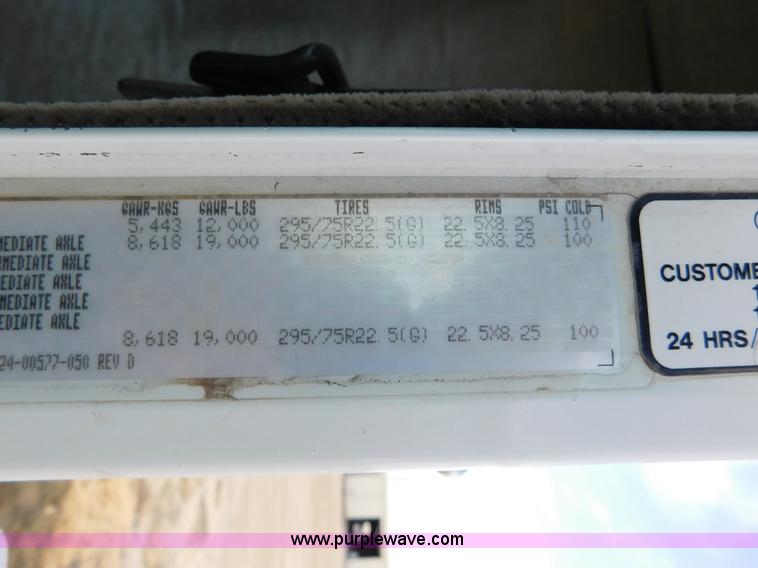 GAWR-KGS GAWR-LBS TIRES RIMS PSI COLD
5,443 12,000 295/75R22.5(G) 22.5X8.25 110
MEDIATE AXLE 8,618 19,000 295/75R22.5(G) 22.5X8.25 100
RMEDIATE AXLE
MEDIATE AXLE
MEDIATE AXLE
EDIATE AXLE
8,618 19,000 295/75R22.5(G) 22.5X8.25 100
24-00577-050 REV D
CUSTOME
24 HRS/
www.purplewave.com